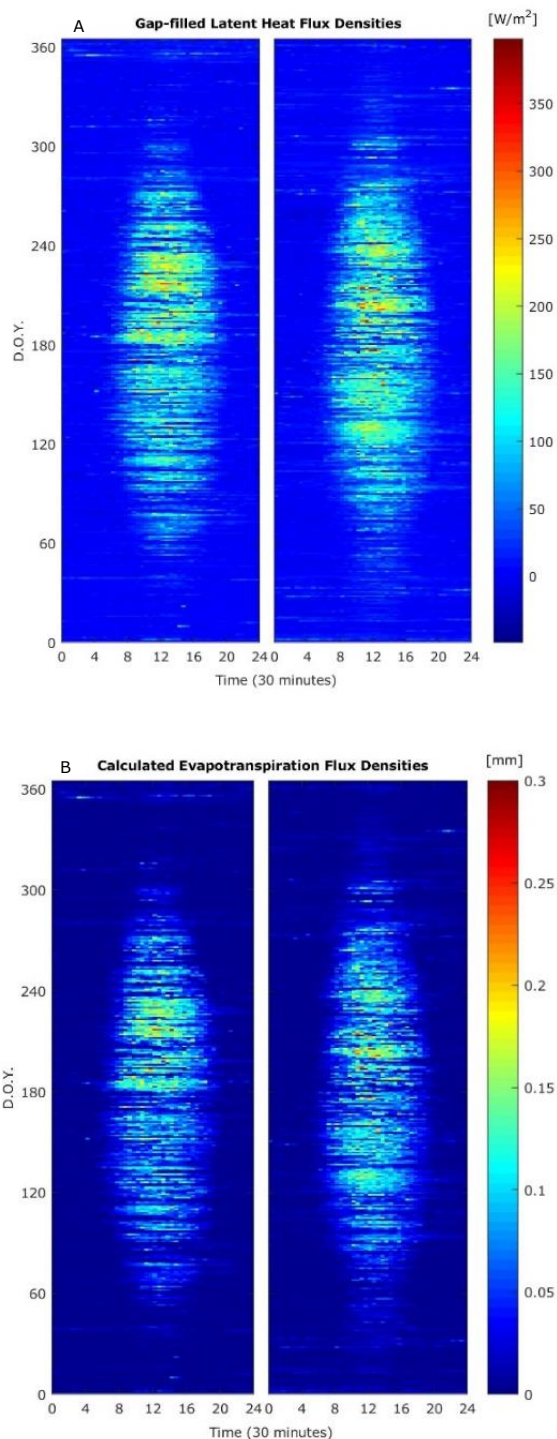 [W/m2]
A
Gap-filled Latent Heat Flux Densities
360
300
240
180
120
60
0
D.O.Y.
0 4 8 12 16 20 24 0 4 8 12 16 20 24
Time (30 minutes)
350
300
250
200
150
100
50
0
[mm]
B
Calculated Evapotranspiration Flux Densities
360
300
240
180
120
60
0
D.O.Y.
0 4 8 12 16 20 24 0 4 8 12 16 20 24
Time (30 minutes)
0.3
0.25
0.2
0.15
0.1
0.05
0